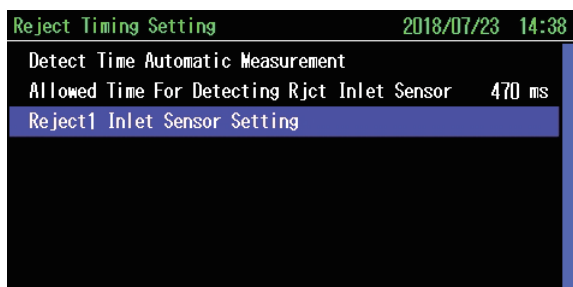 Reject Timing Setting 2018/07/23 14:38
Detect Time Automatic Measurement
Allowed Time For Detecting Rjct Inlet Sensor 470 ms
Reject1 Inlet Sensor Setting